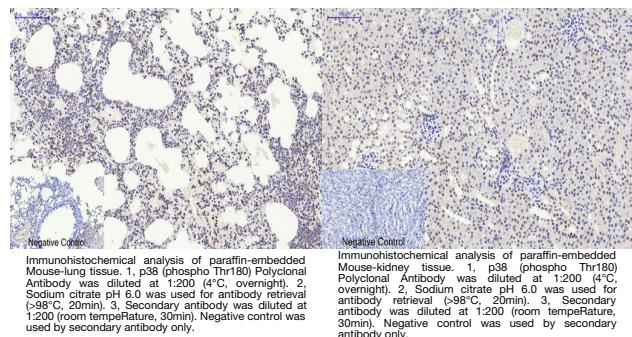 Negative Control
Negative Control
Immunohistochemical analysis of paraffin-embedded
Mouse-lung tissue. 1, p38 (phospho Thr180) Polyclonal
Antibody was diluted at 1:200 (4°C, overnight). 2,
Sodium citrate pH 6.0 was used for antibody retrieval
(>98°C, 20min). 3, Secondary antibody was diluted at
1:200 (room tempeRature, 30min). Negative control was
used by secondary antibody only.
Immunohistochemical analysis of paraffin-embedded
Mouse-kidney tissue. 1, p38 (phospho Thr180)
Polyclonal Antibody was diluted at 1:200 (4°C,
overnight). 2, Sodium citrate pH 6.0 was used for
antibody retrieval (>98°C, 20min). 3, Secondary
antibody was diluted at 1:200 (room tempeRature,
30min). Negative control was used by secondary
antibody only.